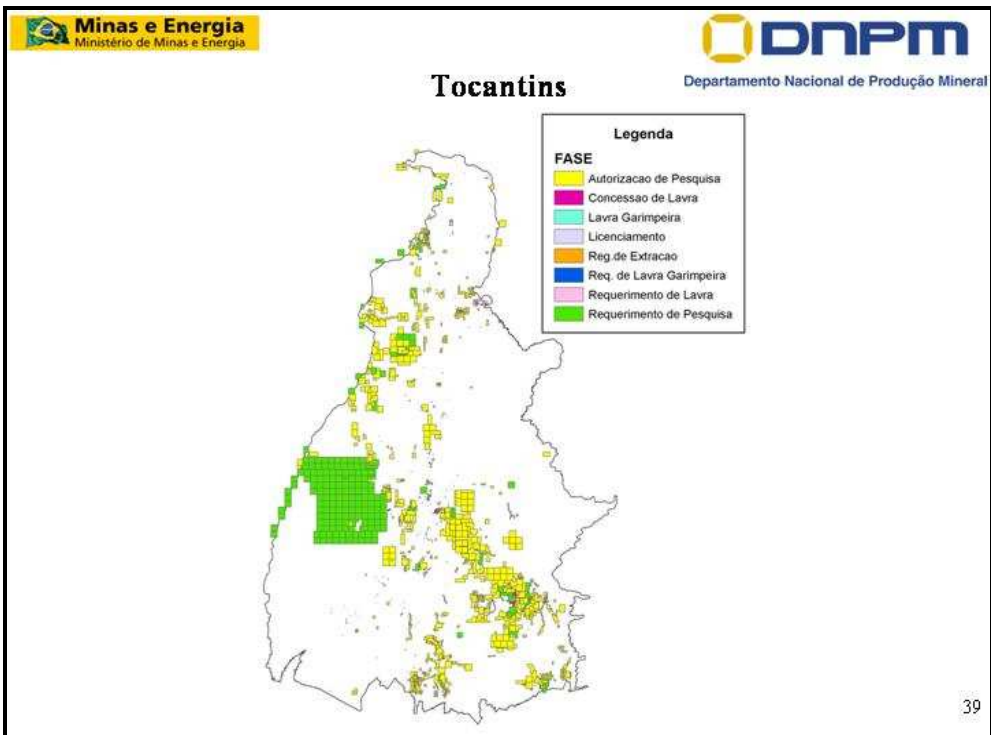 Minas e Energia
Ministério de Minas e Energia
DNPM
Departamento Nacional de Produção Mineral
Tocantins
Legenda
FASE
Autorizacao de Pesquisa
Concessao de Lavra
Lavra Garimpeira
Licenciamento
Reg.de Extracao
Req. de Lavra Garimpeira
Requerimento de Lavra
Requerimento de Pesquisa
39